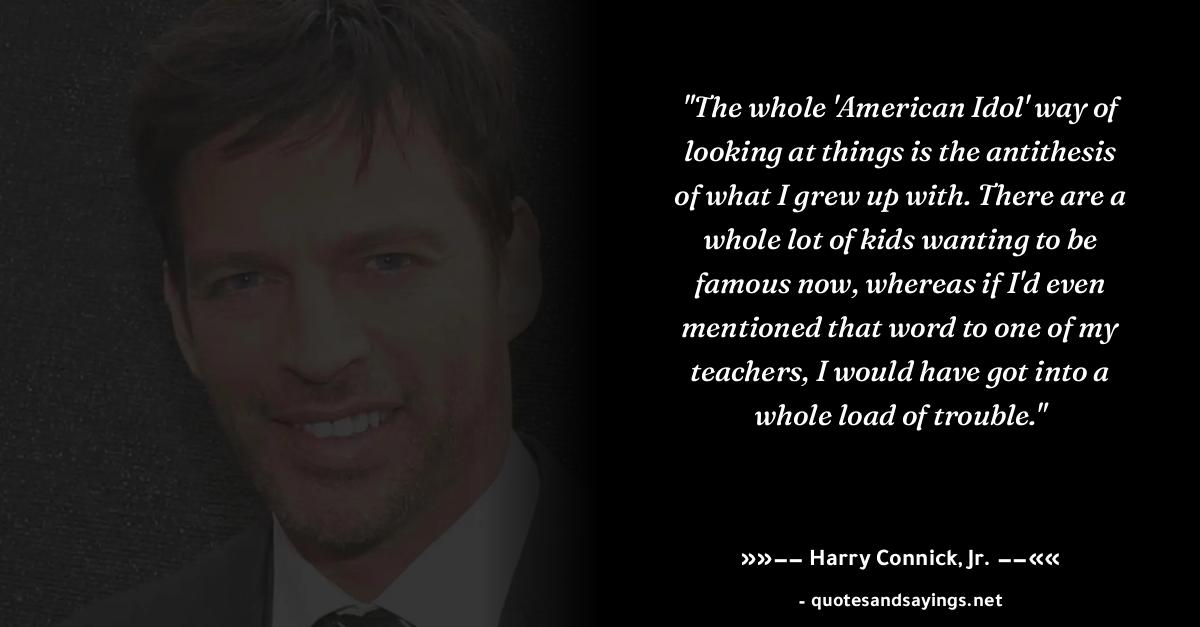 "The whole 'American Idol' way of
looking at things is the antithesis
of what I grew up with. There are a
whole lot of kids wanting to be
famous now, whereas if I'd even
mentioned that word to one of my
teachers, I would have got into a
whole load of trouble."
»»–– Harry Connick, Jr. ––««
- quotesandsayings.net